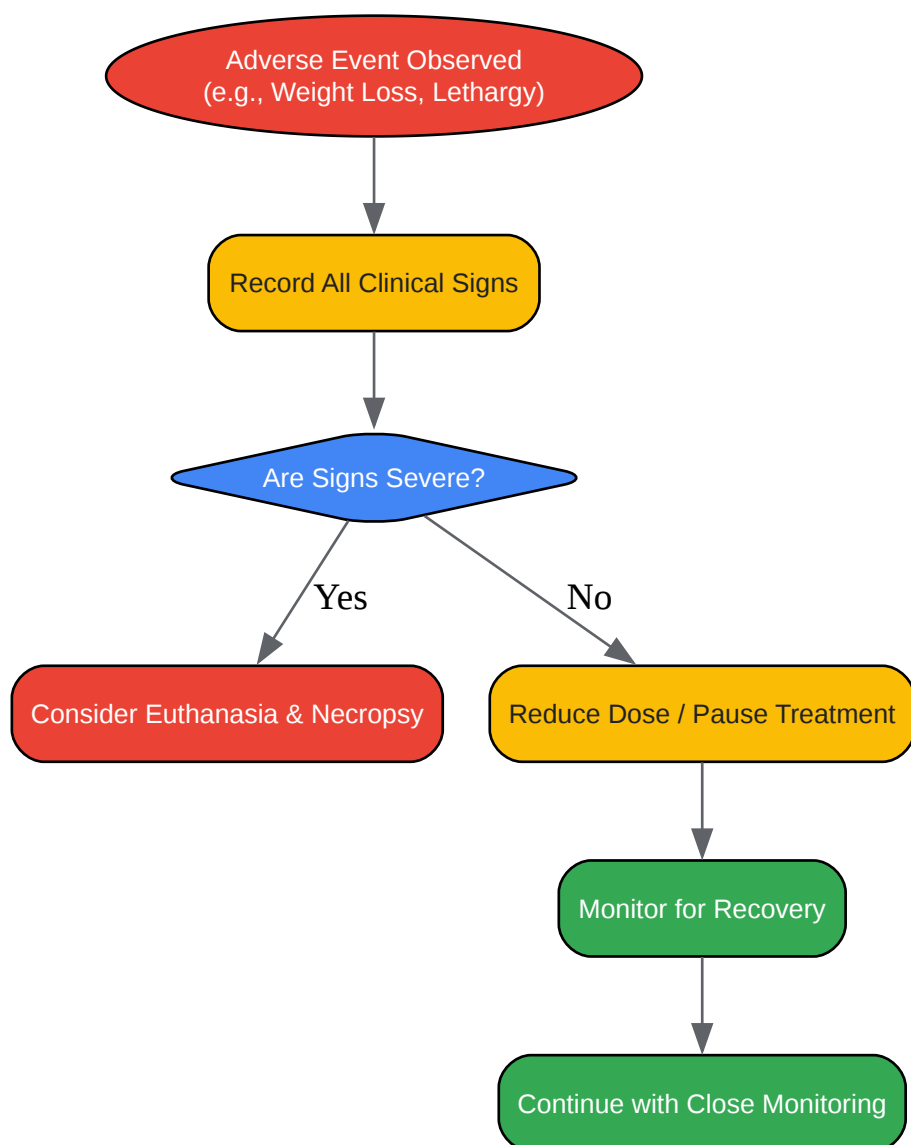 Adverse Event Observed
(e.g., Weight Loss, Lethargy)
Record All Clinical Signs
Are Signs Severe?
Yes
No
Consider Euthanasia & Necropsy
Reduce Dose / Pause Treatment
Monitor for Recovery
Continue with Close Monitoring